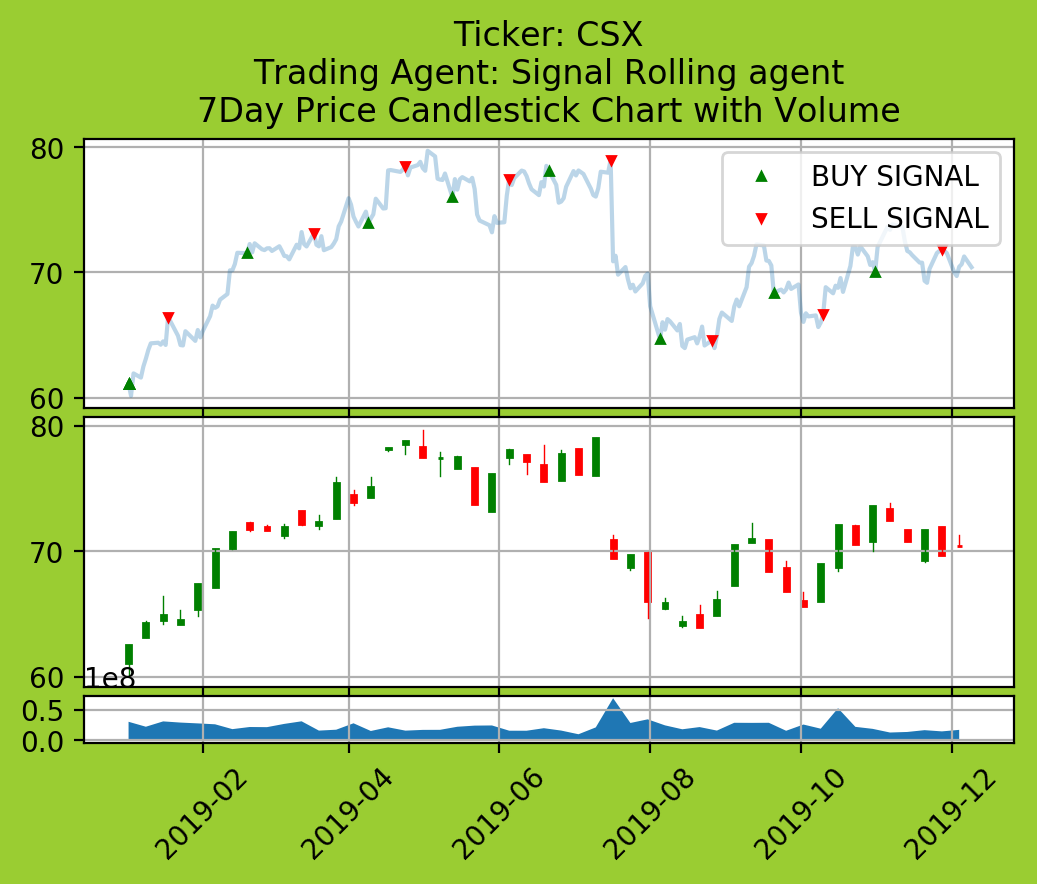 Ticker: CSX
Trading Agent: Signal Rolling agent
7Day Price Candlestick Chart with Volume
80
70
60
BUY SIGNAL
SELL SIGNAL
80
70
60
1e8
0.5
0.0
2019-02
2019-04
2019-06
2019-08
2019-10
2019-12